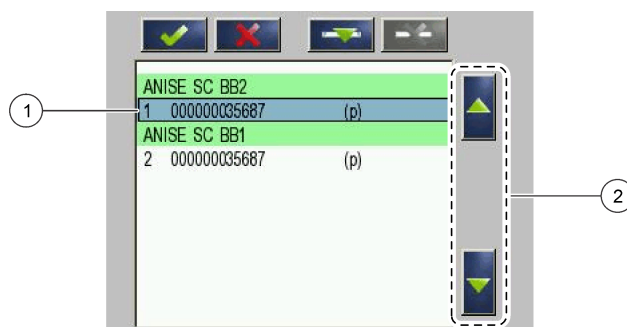 ANISE SC BB2
1 000000035687 (p)
ANISE SC BB1
2 000000035687 (p)
1
2